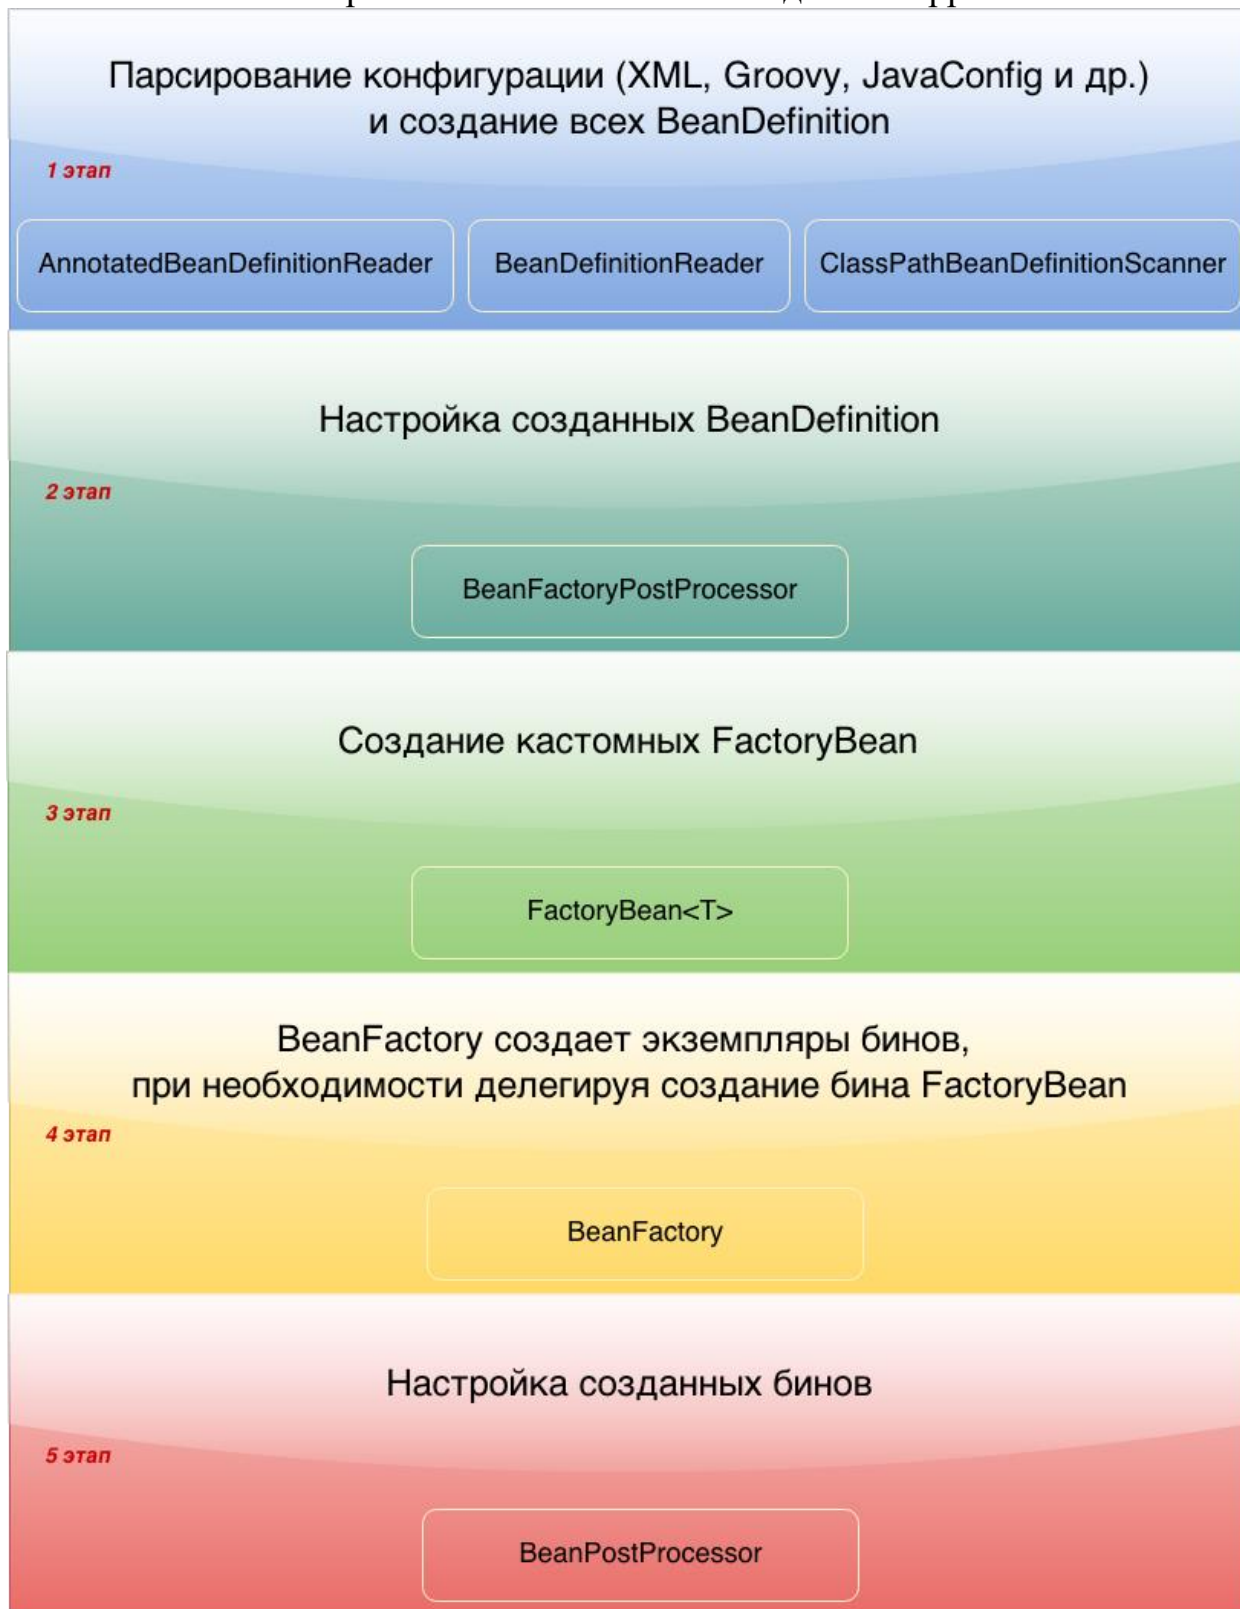 Парсирование конфигурации (XML, Groovy, JavaConfig и др.)
и создание всех BeanDefinition
1 этап
AnnotatedBeanDefinitionReader
BeanDefinitionReader
ClassPathBeanDefinitionScanner
Настройка созданных BeanDefinition
2 этап
BeanFactoryPostProcessor
Создание кастомных FactoryBean
3 этап
FactoryBean<T>
BeanFactory создает экземпляры бинов,
при необходимости делегируя создание бина FactoryBean
4 этап
BeanFactory
Настройка созданных бинов
5 этап
BeanPostProcessor